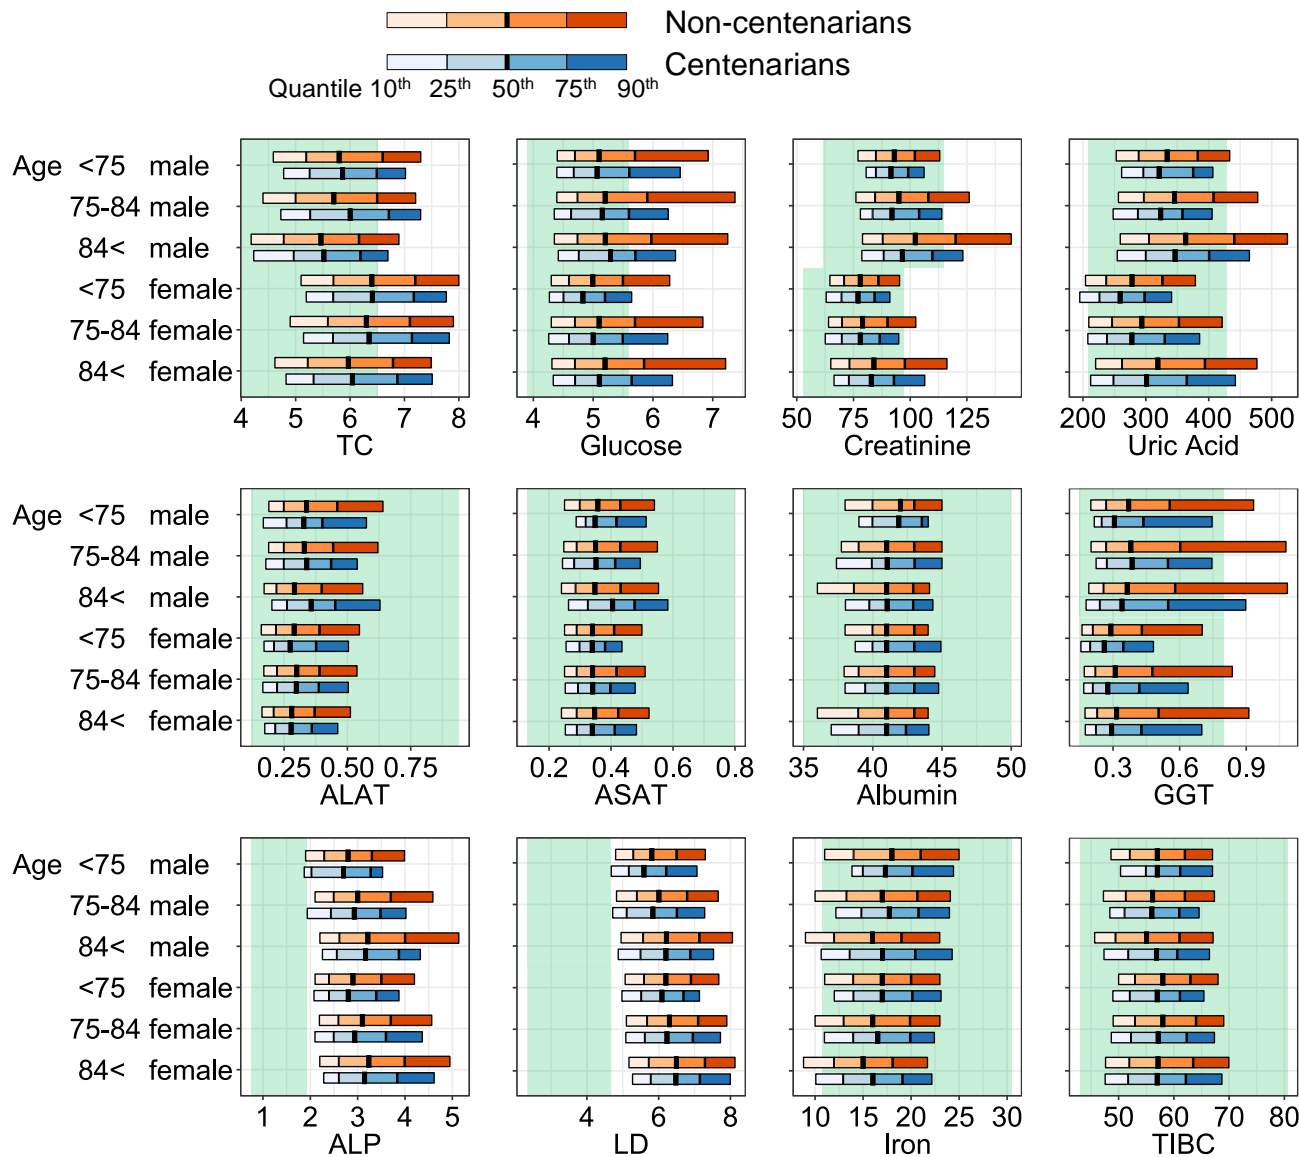 Non-centenarians
Centenarians
Quantile 10th 25th 50th 75th 90th
Age <75 male
75-84 male
84< male
<75 female
75-84 female
84< female
4 5 6 7 8
4 5 6 7
50 75 100 125
200 300 400 500
TC
Glucose
Creatinine
Uric Acid
Age <75 male
75-84 male
84< male
<75 female
75-84 female
84< female
0.25 0.50 0.75
0.2 0.4 0.6 0.8
35 40 45 50
0.3 0.6 0.9
ALAT
ASAT
Albumin
GGT
Age <75 male
75-84 male
84< male
<75 female
75-84 female
84< female
1 2 3 4 5
4 6 8
10 15 20 25 30
50 60 70 80
ALP
LD
Iron
TIBC